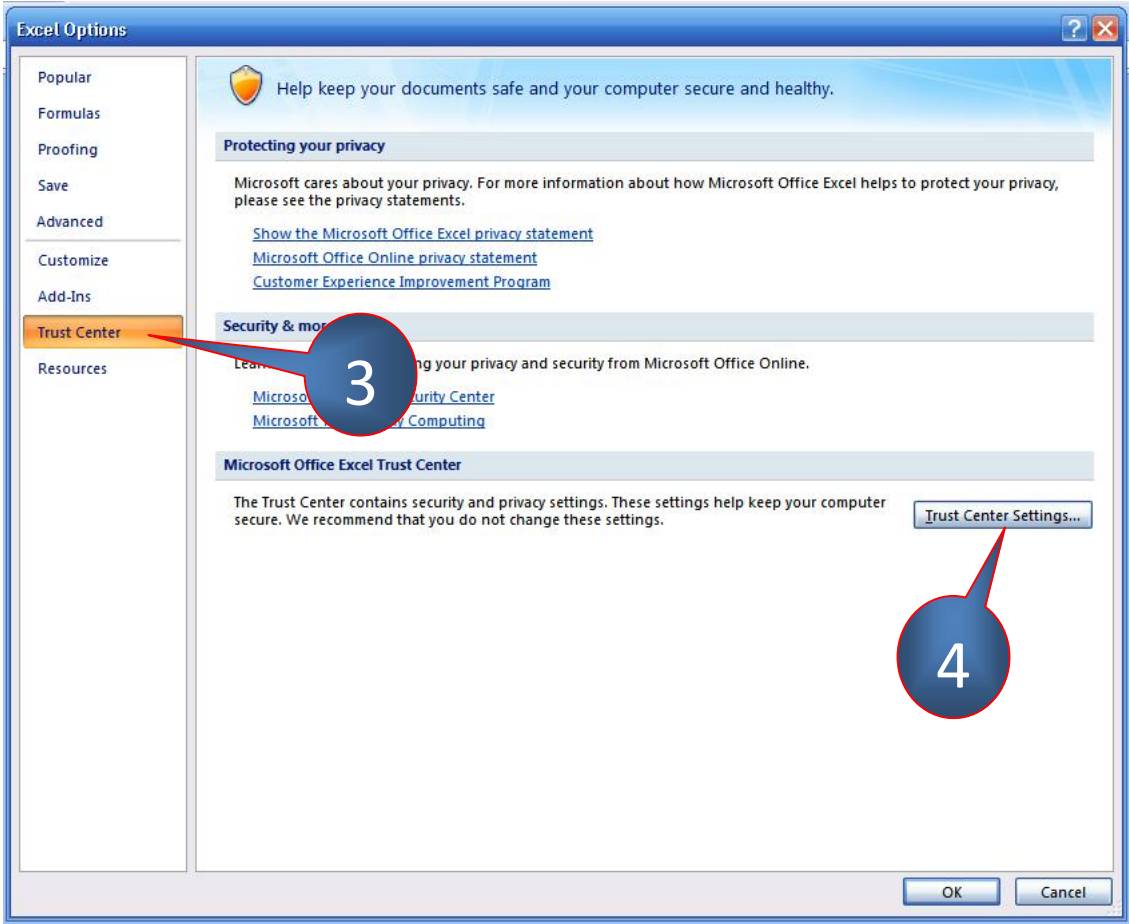 Excel Options
Popular
Formulas
Proofing
Save
Advanced
Customize
Add-Ins
Trust Center
Resources
Help keep your documents safe and your computer secure and healthy.
Protecting your privacy
Microsoft cares about your privacy. For more information about how Microsoft Office Excel helps to protect your privacy,
please see the privacy statements.
Show the Microsoft Office Excel privacy statement
Microsoft Office Online privacy statement
Customer Experience Improvement Program
Security &
your privacy and security from Microsoft Office Online.
Center
Microsoft Computing
3
Microsoft Office Excel Trust Center
The Trust Center contains security and privacy settings. These settings help keep your computer
secure. We recommend that you do not change these settings.
Trust Center Settings...
4
OK
Cancel